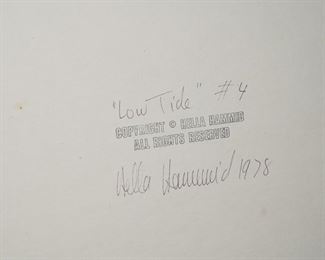 "Low Tide" #4
COPYRIGHT © HELLA HAMMID
ALL RIGHTS RESERVED
Hella Hammid 1978